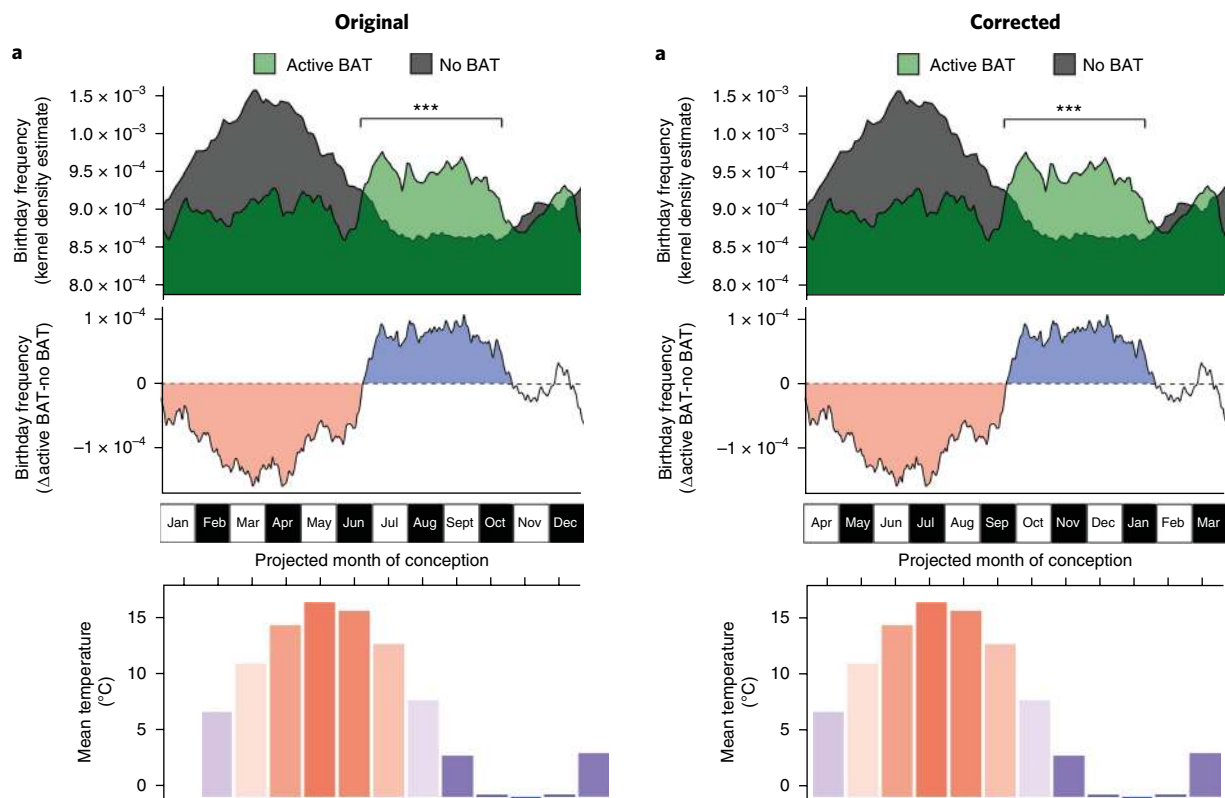 Original
a
Active BAT
No BAT
***
1.5 × 10⁻³
1.0 × 10⁻³
9.5 × 10⁻⁴
9.0 × 10⁻⁴
8.5 × 10⁻⁴
8.0 × 10⁻⁴
Birthday frequency
(kernel density estimate)
1 × 10⁻⁴
0
−1 × 10⁻⁴
Birthday frequency
(Δactive BAT-no BAT)
Jan Feb Mar Apr May Jun Jul Aug Sept Oct Nov Dec
Projected month of conception
15
10
5
0
Mean temperature
(°C)
Corrected
a
Active BAT
No BAT
***
1.5 × 10⁻³
1.0 × 10⁻³
9.5 × 10⁻⁴
9.0 × 10⁻⁴
8.5 × 10⁻⁴
8.0 × 10⁻⁴
Birthday frequency
(kernel density estimate)
1 × 10⁻⁴
0
−1 × 10⁻⁴
Birthday frequency
(Δactive BAT-no BAT)
Apr May Jun Jul Aug Sep Oct Nov Dec Jan Feb Mar
Projected month of conception
15
10
5
0
Mean temperature
(°C)